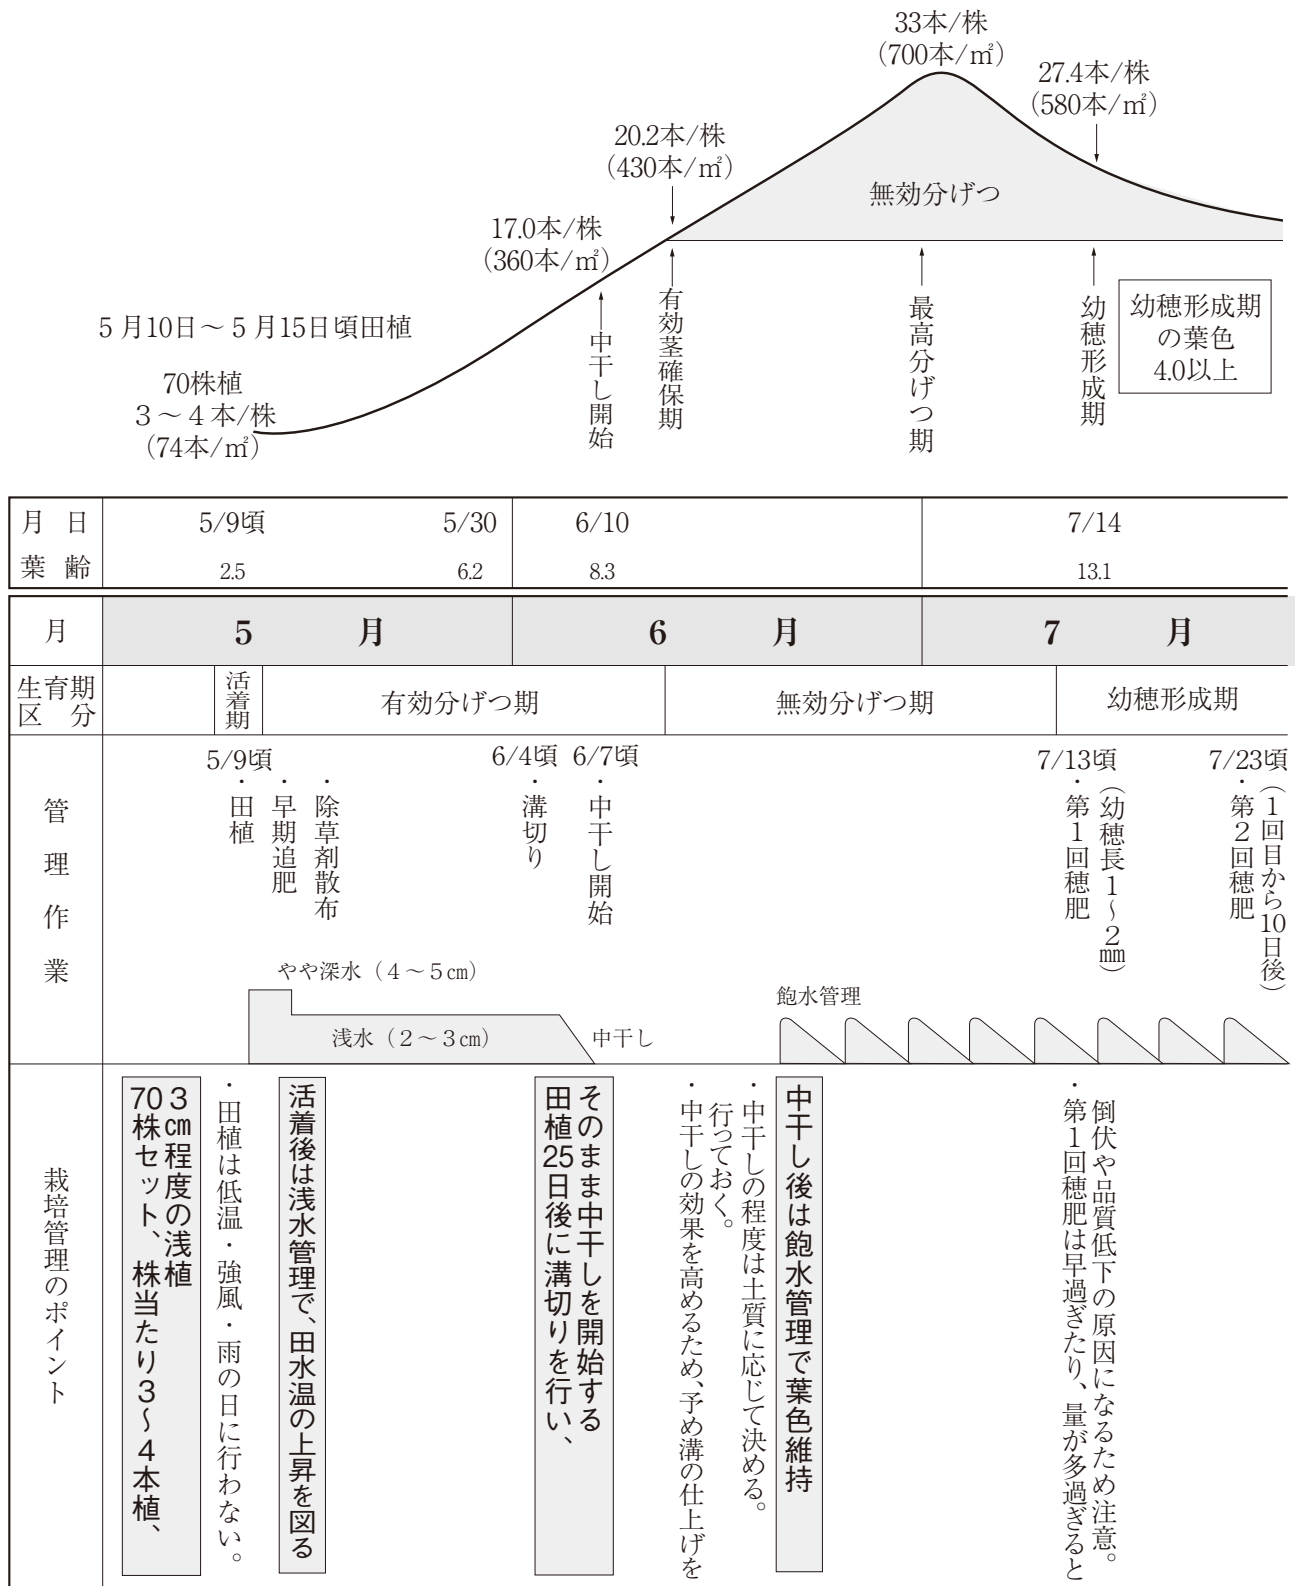 33本/株
(700本/㎡)
27.4本/株
(580本/㎡)
20.2本/株
(430本/㎡)
無効分げつ
17.0本/株
(360本/㎡)
5月10日～5月15日頃田植
70株植
3～4本/株
(74本/㎡)
中干し開始
有効茎確保期
最高分げつ期
幼穂形成期
幼穂形成期
の葉色
4.0以上
月 日 5/9頃 5/30 6/10 7/14
葉 齢 2.5 6.2 8.3 13.1
月 5 月 6 月 7 月
生育期
区 分
活着期
有効分げつ期
無効分げつ期
幼穂形成期
管理作業
5/9頃
・田植
・早期追肥
・除草剤散布
6/4頃
・溝切り
6/7頃
・中干し開始
7/13頃
・第1回穂肥
(幼穂長1～2㎜)
7/23頃
・第2回穂肥
(1回目から10日後)
やや深水(4～5㎝)
浅水(2～3㎝)
中干し
飽水管理
栽培管理のポイント
70株セット、株当たり3～4本植、
3㎝程度の浅植
・田植は低温・強風・雨の日に行わない。
活着後は浅水管理で、田水温の上昇を図る
田植25日後に溝切りを行い、
そのまま中干しを開始する
・中干しの効果を高めるため、予め溝の仕上げを
行っておく。
・中干しの程度は土質に応じて決める。
中干し後は飽水管理で葉色維持
・第1回穂肥は早過ぎたり、量が多過ぎると
倒伏や品質低下の原因になるため注意。